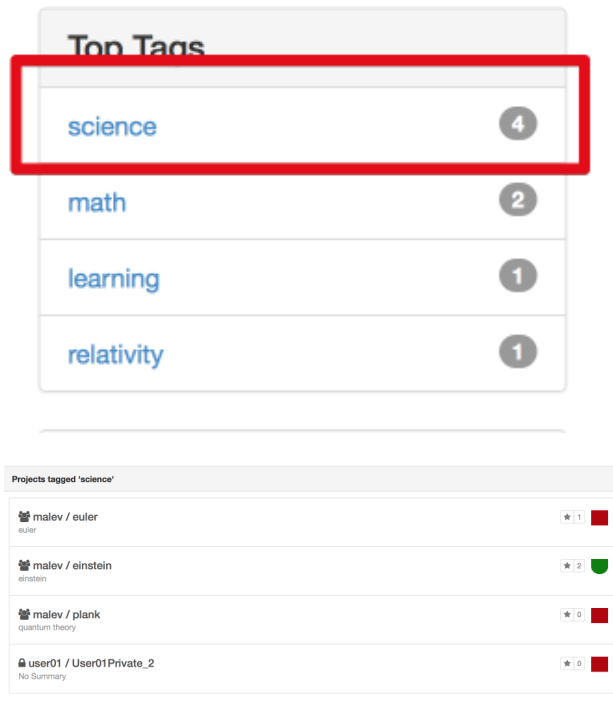 Top Tags
science 4
math 2
learning 1
relativity 1
Projects tagged 'science'
malev / euler 1
euler
malev / einstein 2
einstein
malev / plank 0
quantum theory
user01 / User01Private_2 0
No Summary